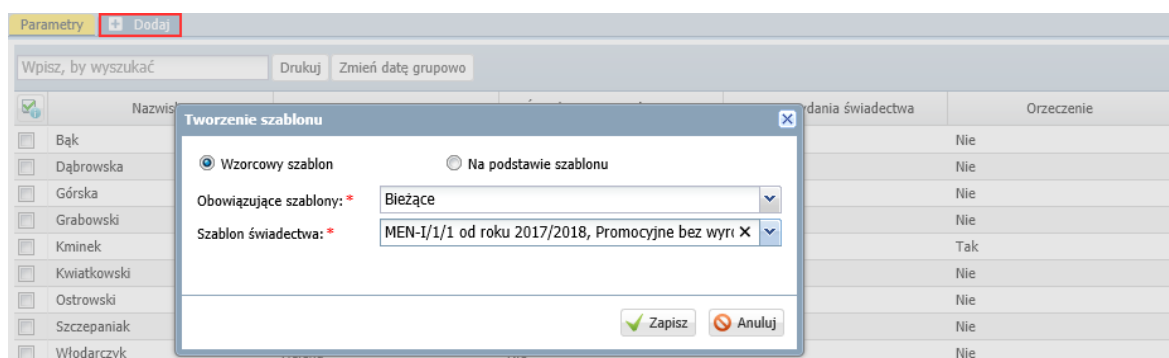 Parametry Dodaj
Wpisz, by wyszukać Drukuj Zmień datę grupowo
Nazwis ydania świadectwa Orzeczenie
Tworzenie szablonu
Bąk Nie
Wzorcowy szablon Na podstawie szablonu
Dąbrowska Nie
Górska Obowiązujące szablony: * Bieżące Nie
Grabowski Nie
Szablon świadectwa: * MEN-I/1/1 od roku 2017/2018, Promocyjne bez wyró
Kminek Tak
Kwiatkowski Nie
Ostrowski Nie
Szczepaniak Zapisz Anuluj Nie
Włodarczyk Nie